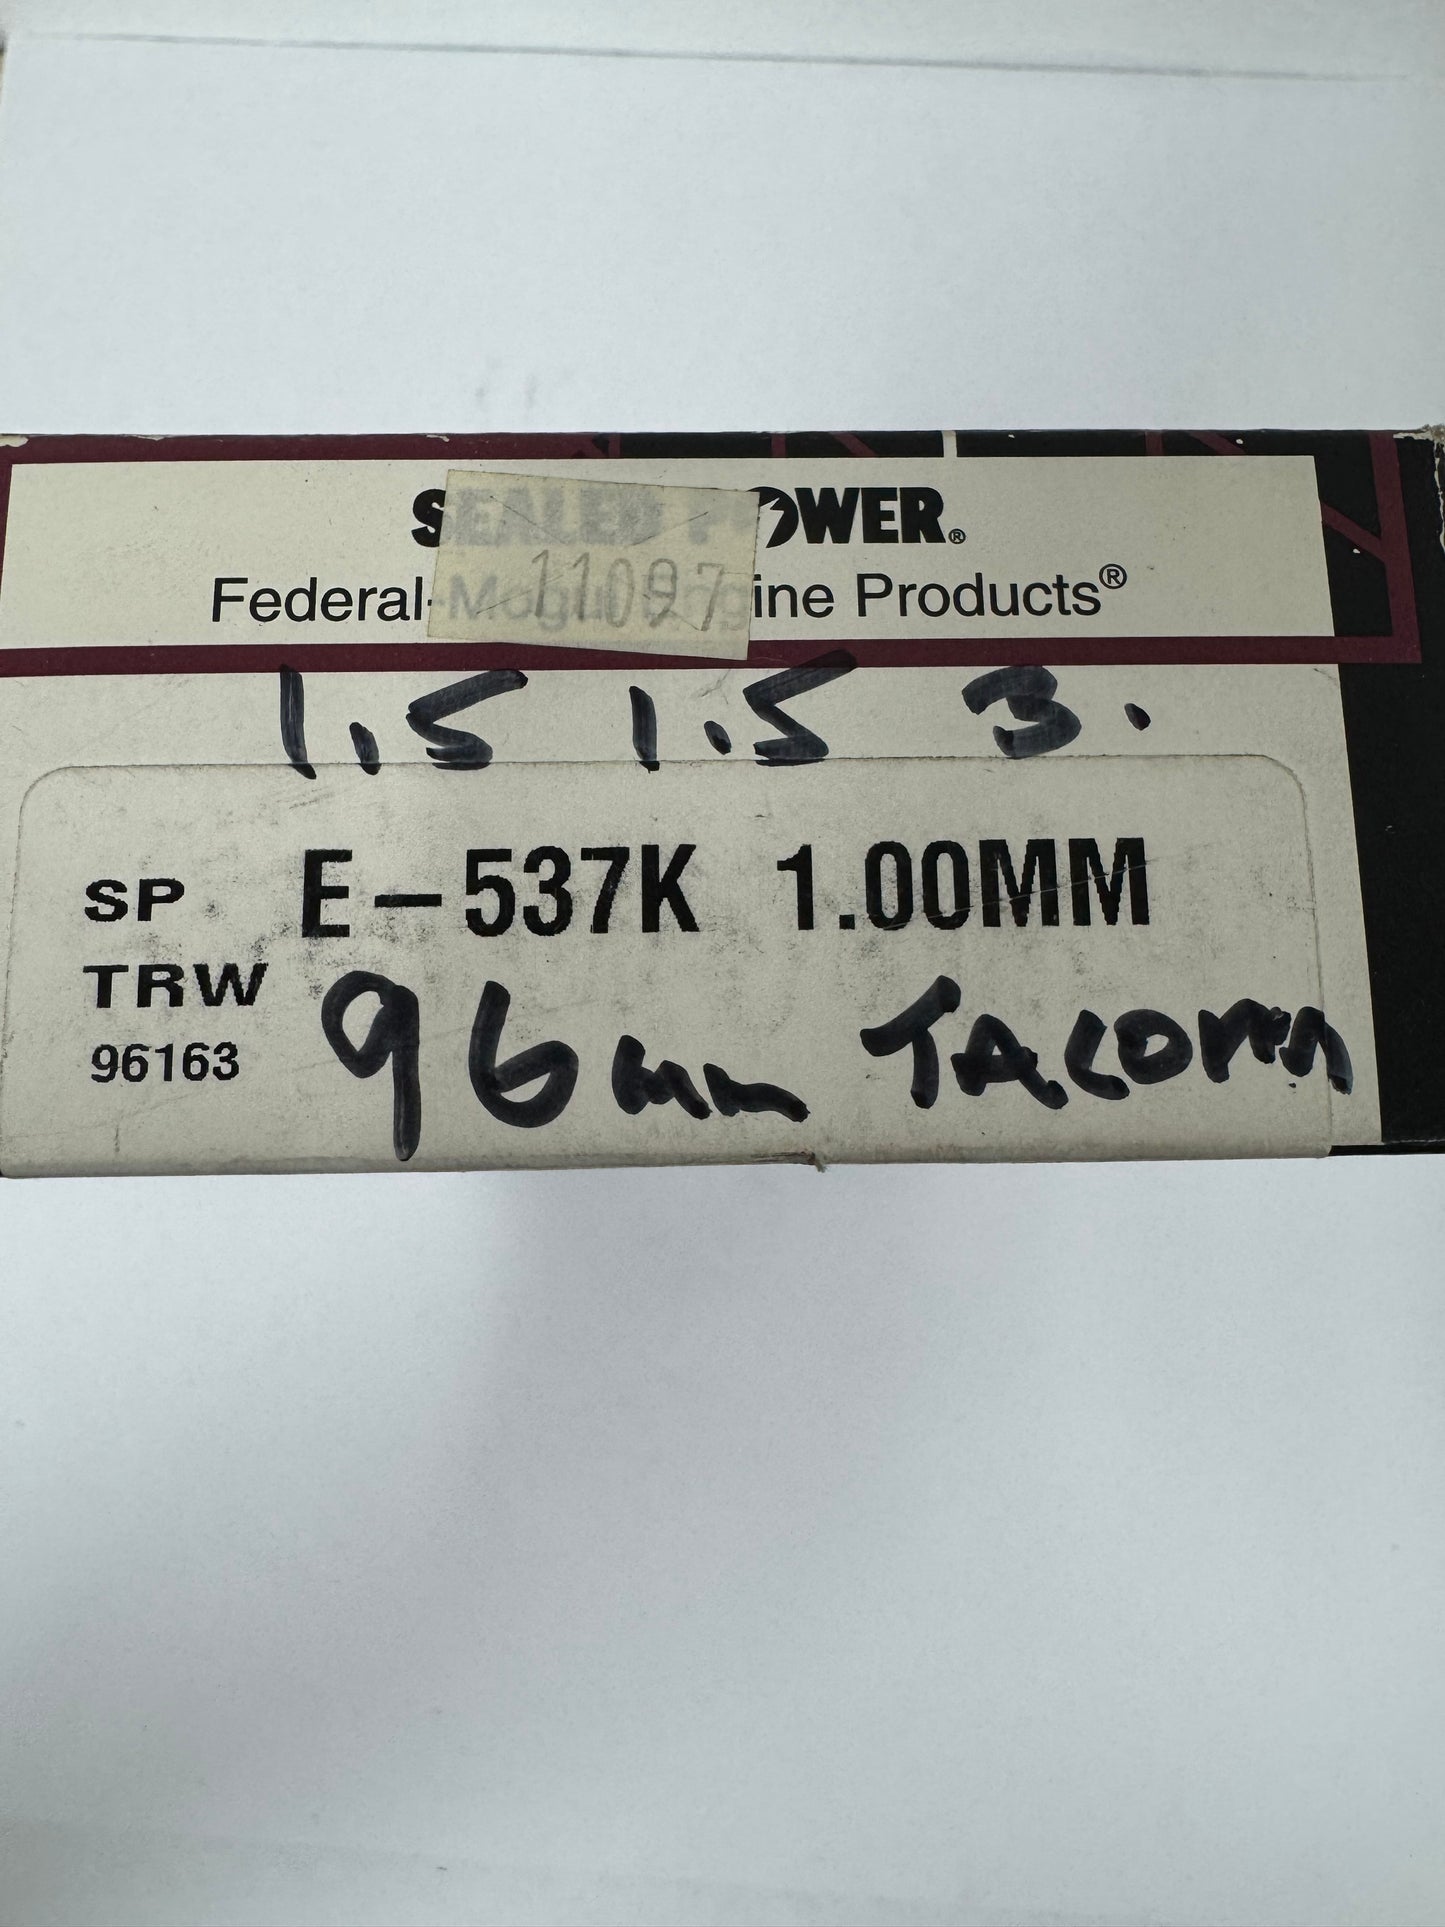 SEALED POWER®
11097
Federal-Mogul Engine Products®
1.5 1.5 3.
SP E-537K 1.00MM
TRW
96163
96mm TACOMA